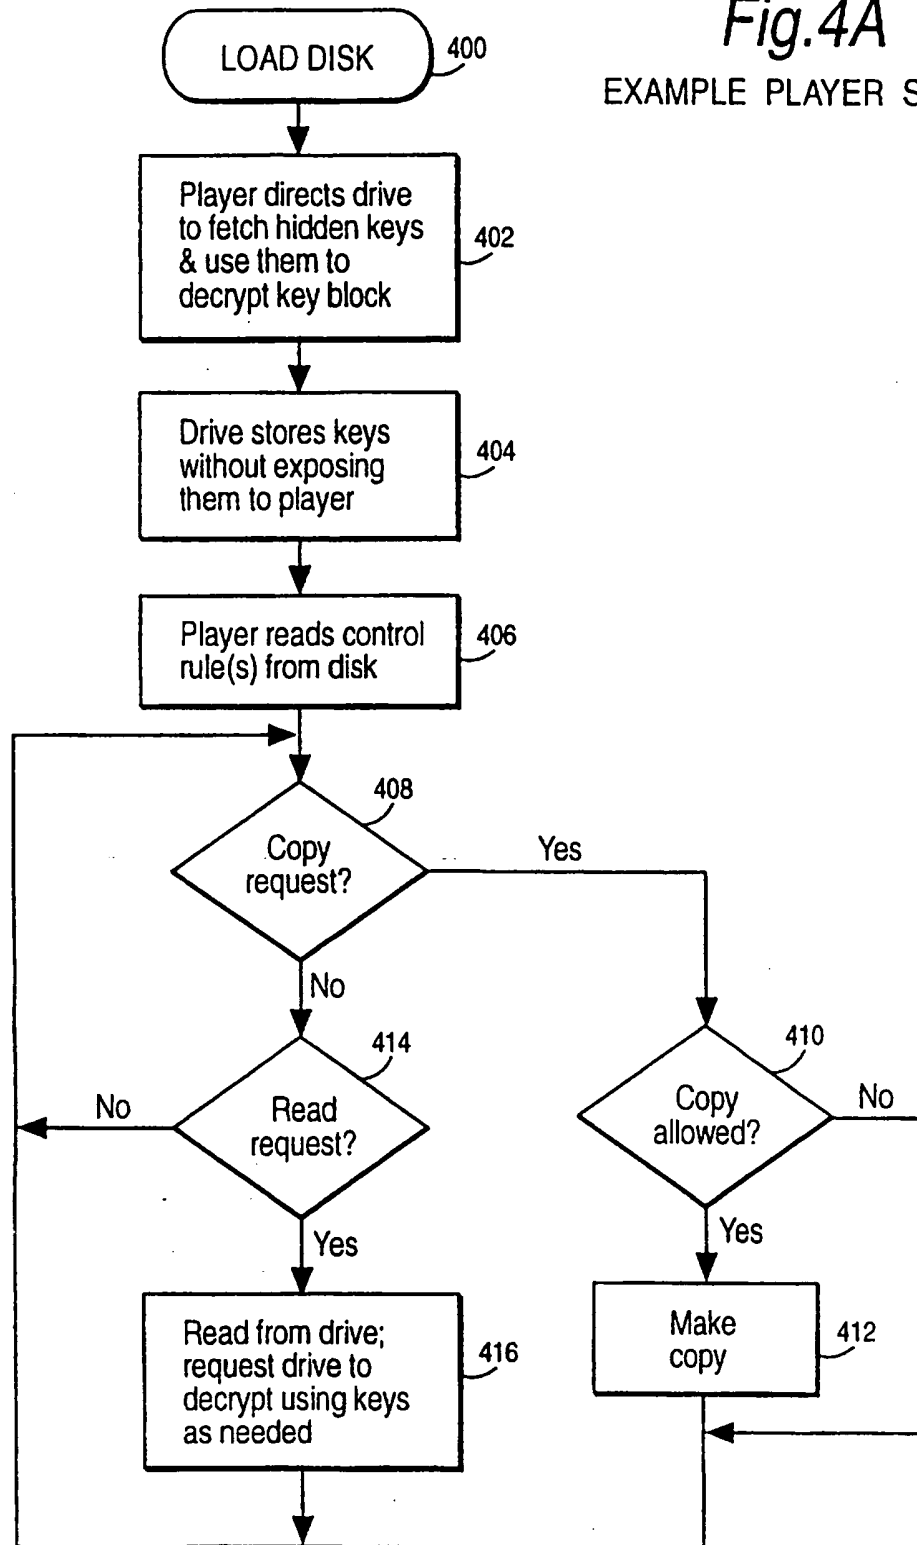 Fig.4A
EXAMPLE PLAYER S
LOAD DISK
400
Player directs drive
to fetch hidden keys
& use them to
decrypt key block
402
Drive stores keys
without exposing
them to player
404
Player reads control
rule(s) from disk
406
408
Copy
request?
Yes
No
414
Read
request?
No
Yes
410
Copy
allowed?
No
Yes
Read from drive;
request drive to
decrypt using keys
as needed
416
Make
copy
412